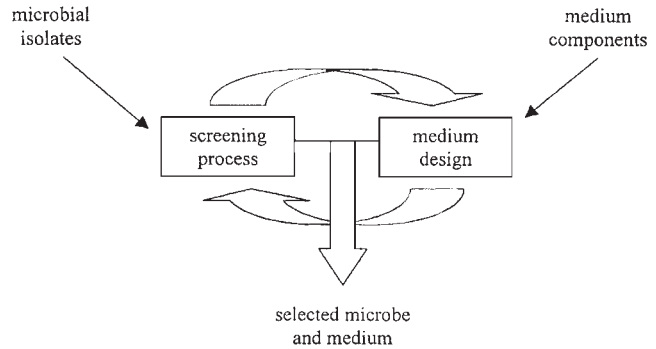 microbial
isolates
medium
components
screening
process
medium
design
selected microbe
and medium